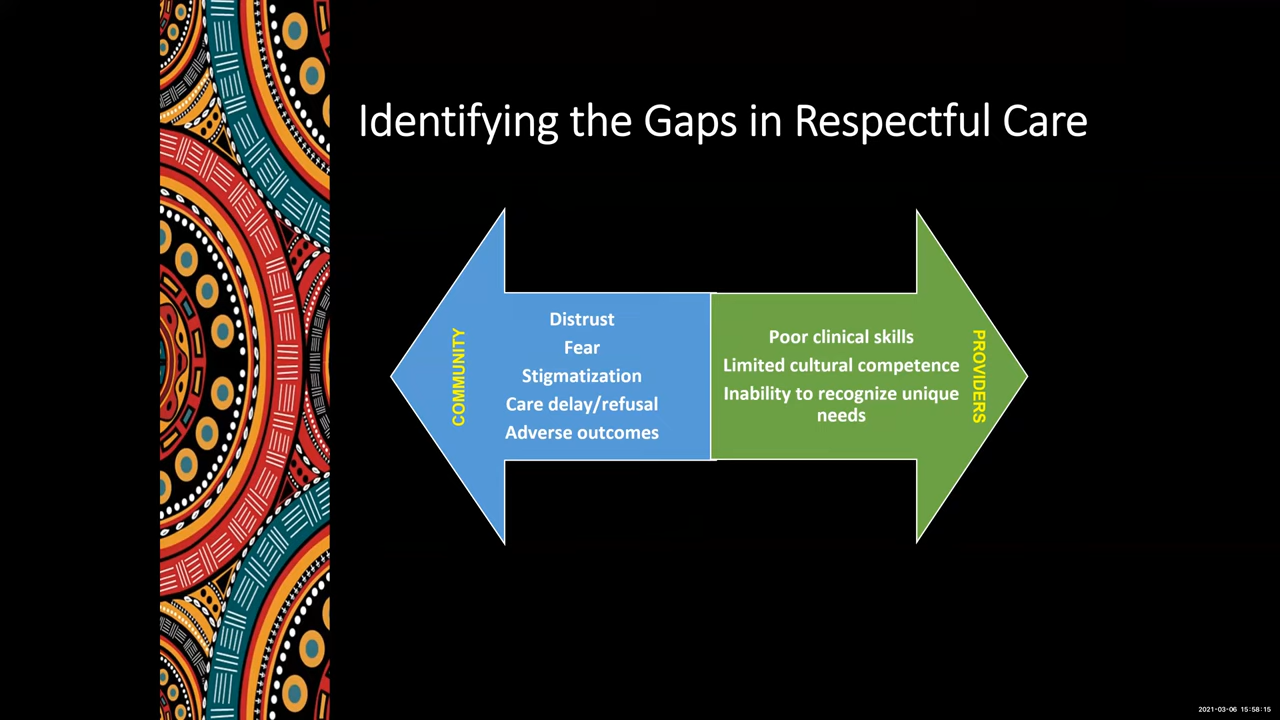 Identifying the Gaps in Respectful Care
COMMUNITY
Distrust
Fear
Stigmatization
Care delay/refusal
Adverse outcomes
Poor clinical skills
Limited cultural competence
Inability to recognize unique
needs
PROVIDERS
2021-03-06 15:58:15